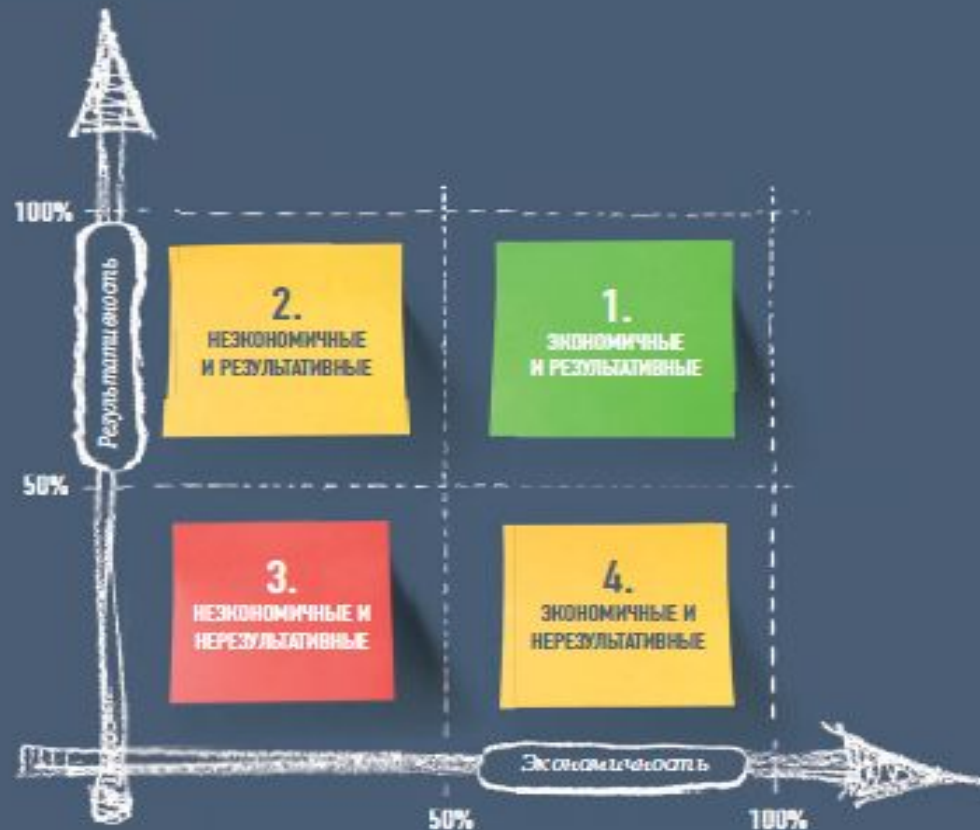 100%
Результативность
2.
НЕЭКОНОМИЧНЫЕ
И РЕЗУЛЬТАТИВНЫЕ
1.
ЭКОНОМИЧНЫЕ
И РЕЗУЛЬТАТИВНЫЕ
50%
3.
НЕЭКОНОМИЧНЫЕ И
НЕРЕЗУЛЬТАТИВНЫЕ
4.
ЭКОНОМИЧНЫЕ И
НЕРЕЗУЛЬТАТИВНЫЕ
Экономичность
50%
100%